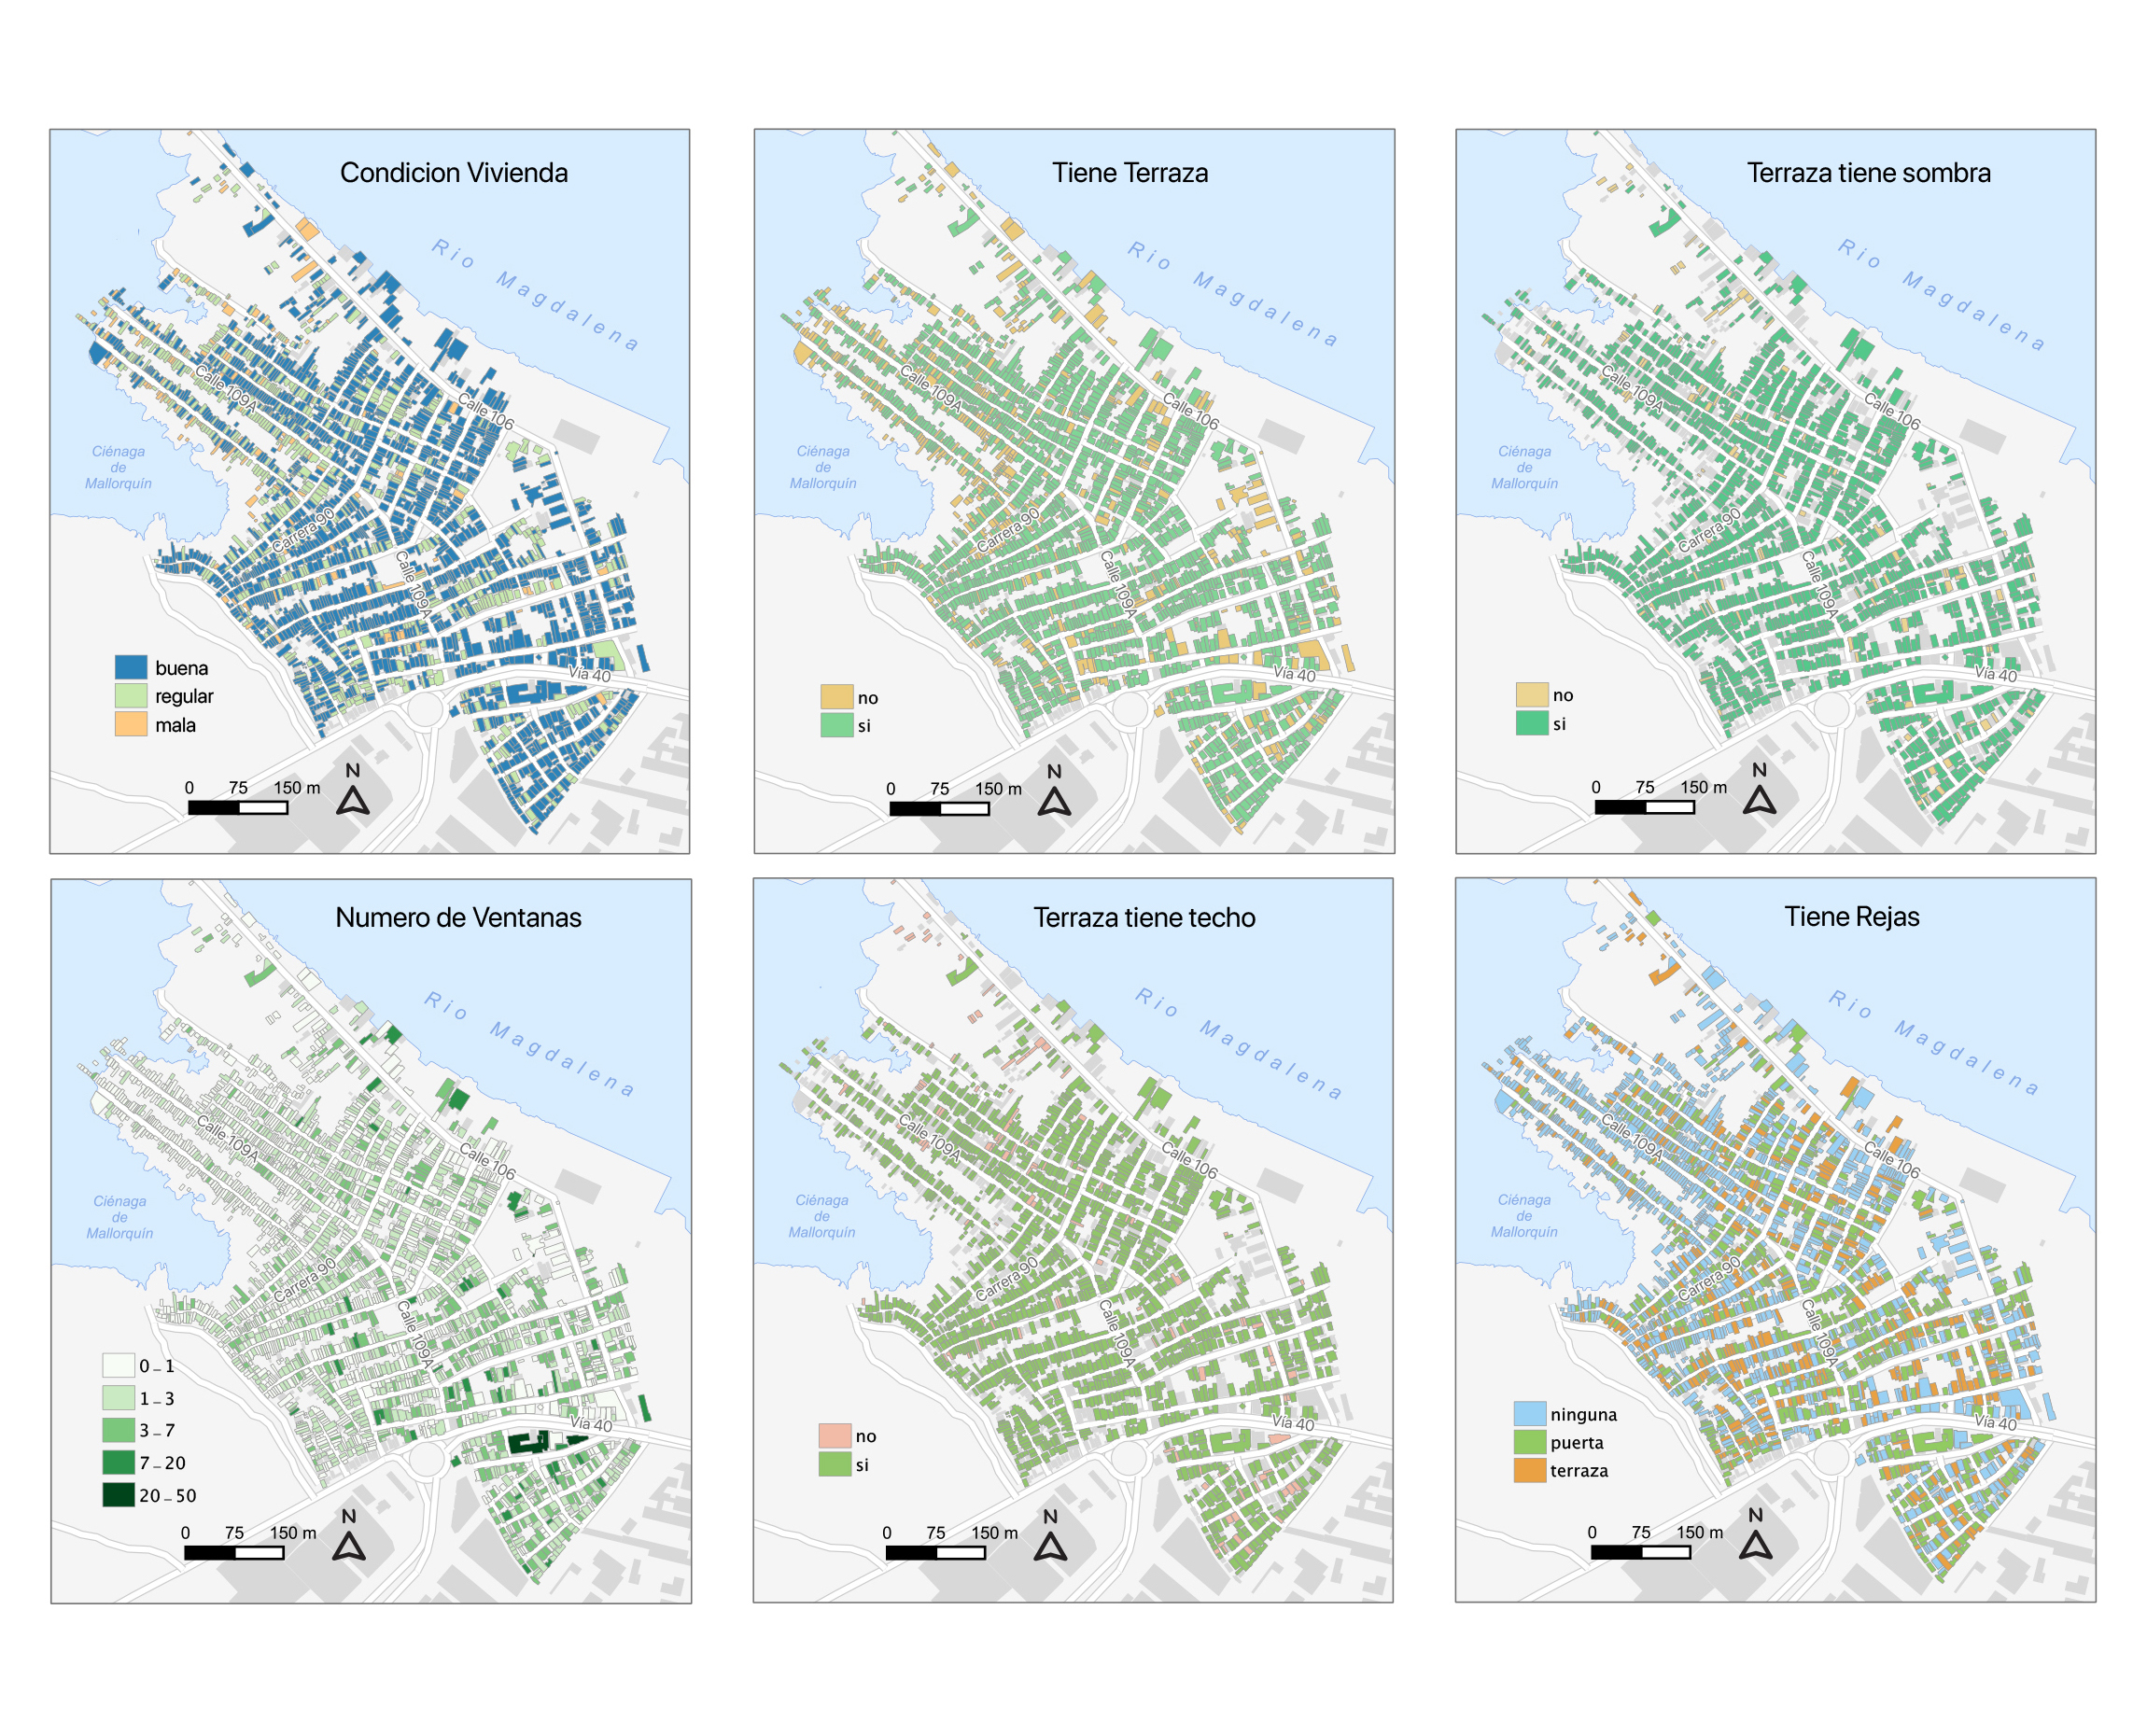 Condicion Vivienda
Rio Magdalena
Calle 109A
Calle 106
Ciénaga
de
Mallorquín
Carrera 90
Calle 109A
Vía 40
buena
regular
mala
0 75 150 m
N
Tiene Terraza
Rio Magdalena
Calle 109A
Calle 106
Ciénaga
de
Mallorquín
Carrera 90
Calle 109A
Vía 40
no
si
0 75 150 m
N
Terraza tiene sombra
Rio Magdalena
Calle 109A
Calle 106
Ciénaga
de
Mallorquín
Carrera 90
Calle 109A
Vía 40
no
si
0 75 150 m
N
Numero de Ventanas
Rio Magdalena
Calle 109A
Calle 106
Ciénaga
de
Mallorquín
Carrera 90
Calle 109A
Vía 40
0 - 1
1 - 3
3 - 7
7 - 20
20 - 50
0 75 150 m
N
Terraza tiene techo
Rio Magdalena
Calle 109A
Calle 106
Ciénaga
de
Mallorquín
Carrera 90
Calle 109A
Vía 40
no
si
0 75 150 m
N
Tiene Rejas
Rio Magdalena
Calle 109A
Calle 106
Ciénaga
de
Mallorquín
Carrera 90
Calle 109A
Vía 40
ninguna
puerta
terraza
0 75 150 m
N